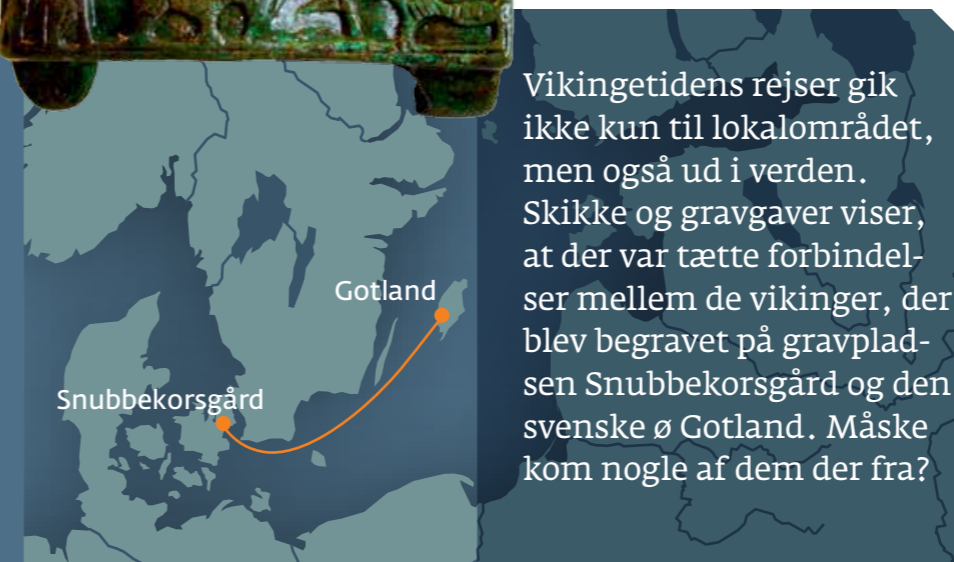 Vikingetidens rejser gik
ikke kun til lokalområdet,
men også ud i verden.
Skikke og gravgaver viser,
at der var tætte forbindel-
ser mellem de vikinger, der
blev begravet på gravplad-
sen Snubbekorsgård og den
svenske ø Gotland. Måske
kom nogle af dem der fra?
Gotland
Snubbekorsgård